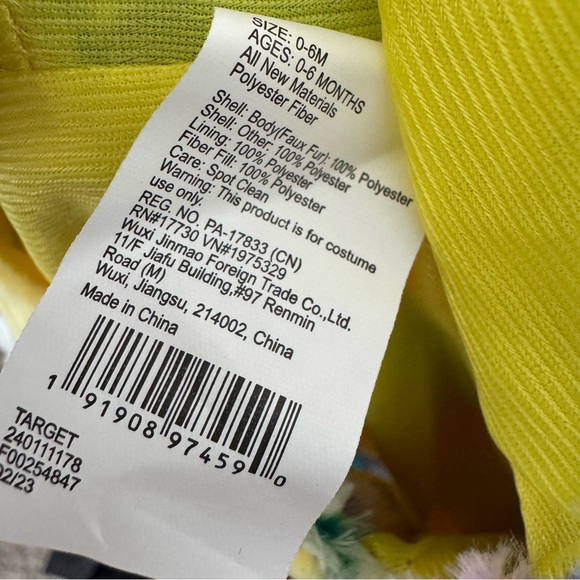 SIZE: 0-6M
AGES: 0-6 MONTHS
All New Materials
Polyester Fiber
Shell: Body(Faux Fur): 100% Polyester
Shell: Other: 100% Polyester
Lining: 100% Polyester
Fiber Fill: 100% Polyester
Care: Spot Clean
Warning: This product is for costume
use only.
REG. NO. PA-17833 (CN)
RN#17730 VN#1975329
Wuxi Jinmao Foreign Trade Co.,Ltd.
11/F Jiafu Building,#97 Renmin
Road (M)
Wuxi, Jiangsu, 214002, China
Made in China
1 91908 97459 0
TARGET
240111178
F00254847
02/23